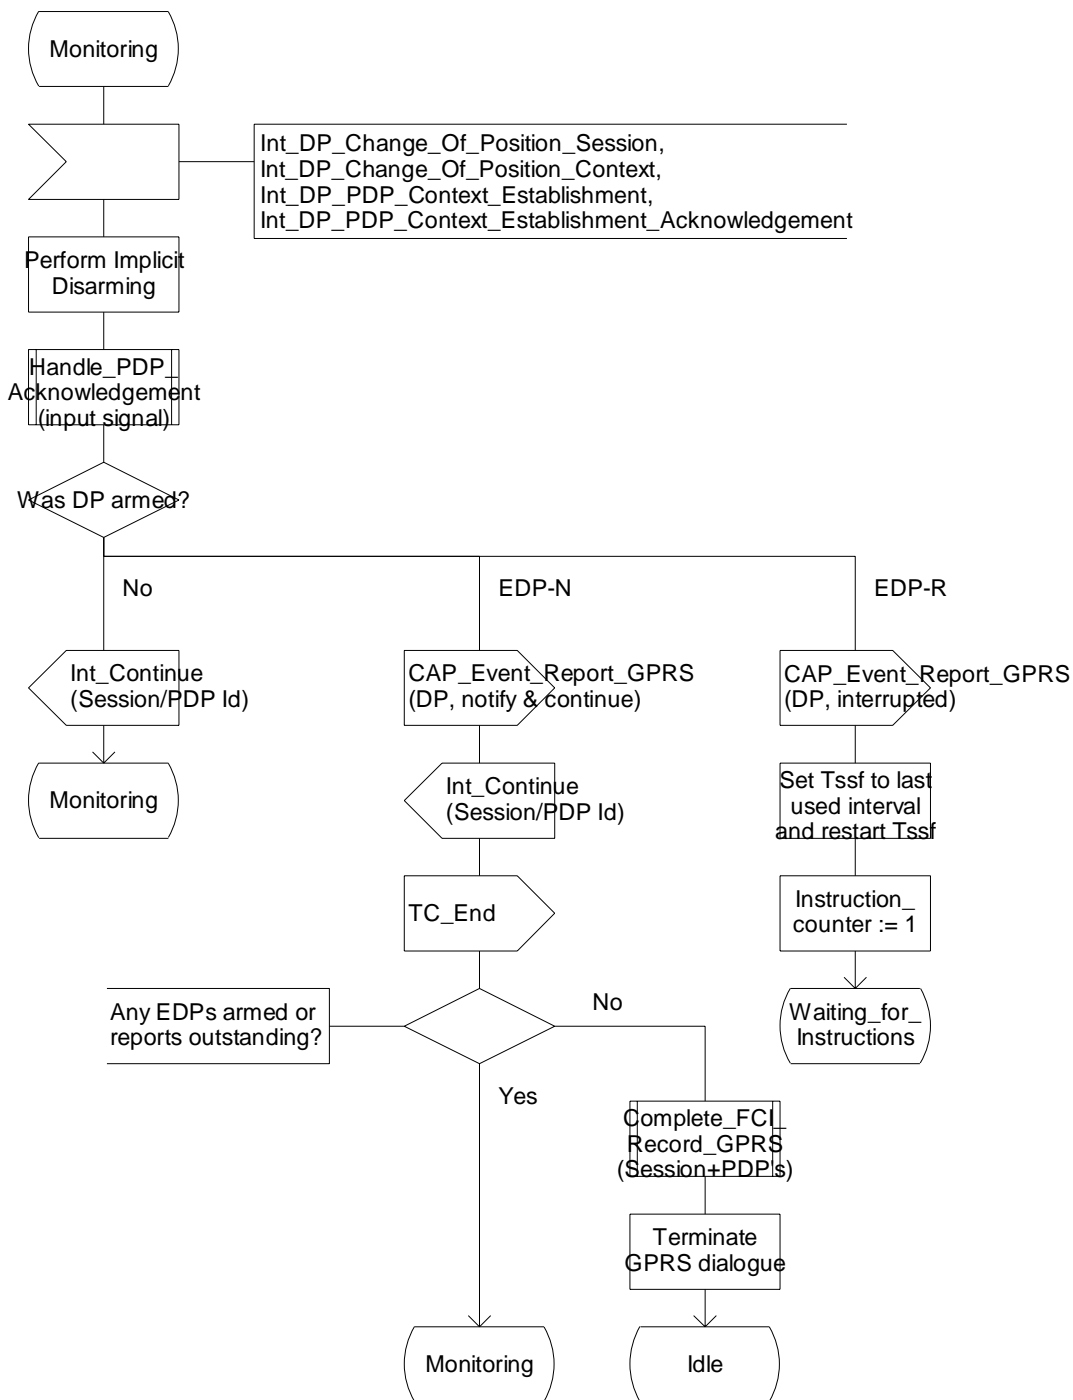 Monitoring
Int_DP_Change_Of_Position_Session,
Int_DP_Change_Of_Position_Context,
Int_DP_PDP_Context_Establishment,
Int_DP_PDP_Context_Establishment_Acknowledgement
Perform Implicit
Disarming
Handle_PDP_
Acknowledgement
(input signal)
Was DP armed?
No
EDP-N
EDP-R
Int_Continue
(Session/PDP Id)
CAP_Event_Report_GPRS
(DP, notify & continue)
CAP_Event_Report_GPRS
(DP, interrupted)
Monitoring
Int_Continue
(Session/PDP Id)
Set Tssf to last
used interval
and restart Tssf
TC_End
Instruction_
counter := 1
Any EDPs armed or
reports outstanding?
No
Waiting_for_
Instructions
Yes
Complete_FCI_
Record_GPRS
(Session+PDP's)
Terminate
GPRS dialogue
Monitoring
Idle